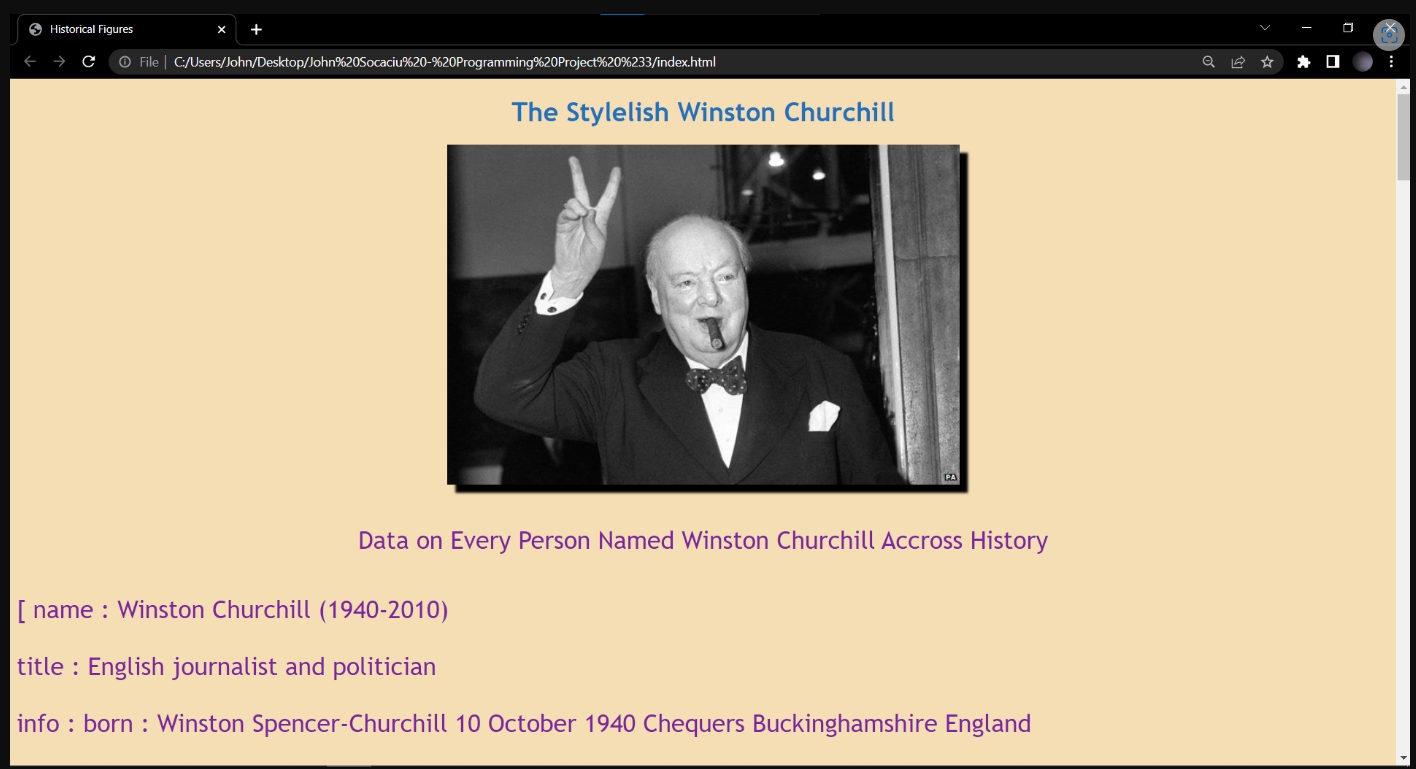 Historical Figures
File | C:/Users/John/Desktop/John%20Socaciu%20-%20Programming%20Project%20%233/index.html
The Stylelish Winston Churchill
PA
Data on Every Person Named Winston Churchill Accross History
[ name : Winston Churchill (1940-2010)
title : English journalist and politician
info : born : Winston Spencer-Churchill 10 October 1940 Chequers Buckinghamshire England